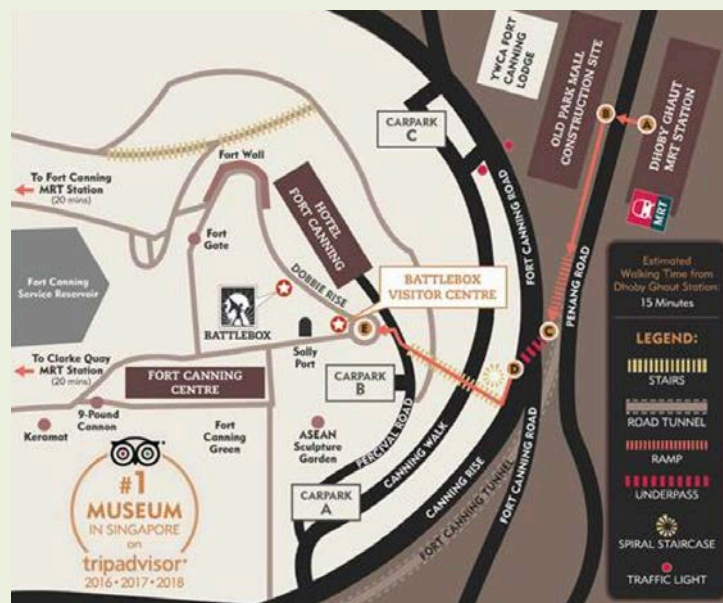 YWCA FORT
CANNING
LODGE
OLD PARK MALL
CONSTRUCTION SITE
DHOBY GHAUT
MRT STATION
B
A
MRT
CARPARK
C
Fort Wall
To Fort Canning
MRT Station
(20 mins)
HOTEL
FORT CANNING
FORT CANNING ROAD
PENANG ROAD
Fort
Gate
DOBBIE RISE
Fort Canning
Service Reservoir
BATTLEBOX
VISITOR CENTRE
BATTLEBOX
E
C
D
Sally
Port
To Clarke Quay
MRT Station
(20 mins)
FORT CANNING
CENTRE
CARPARK
B
9-Pound
Cannon
Keramat
Fort
Canning
Green
ASEAN
Sculpture
Garden
PERCIVAL ROAD
CANNING WALK
CANNING RISE
FORT CANNING TUNNEL
FORT CANNING ROAD
CARPARK
A
#1
MUSEUM
IN SINGAPORE
on
tripadvisor
2016 • 2017 • 2018
Estimated
Walking Time from
Dhoby Ghout Station:
15 Minutes
LEGEND:
STAIRS
ROAD TUNNEL
RAMP
UNDERPASS
SPIRAL STAIRCASE
TRAFFIC LIGHT